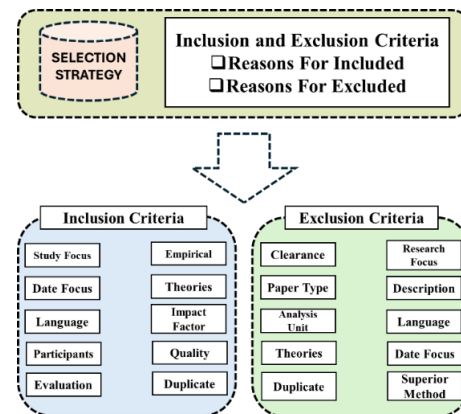 SELECTION
STRATEGY
Inclusion and Exclusion Criteria
❑Reasons For Included
❑Reasons For Excluded
Inclusion Criteria
Study Focus
Empirical
Date Focus
Theories
Language
Impact
Factor
Participants
Quality
Evaluation
Duplicate
Exclusion Criteria
Clearance
Research
Focus
Paper Type
Description
Analysis
Unit
Language
Theories
Date Focus
Duplicate
Superior
Method